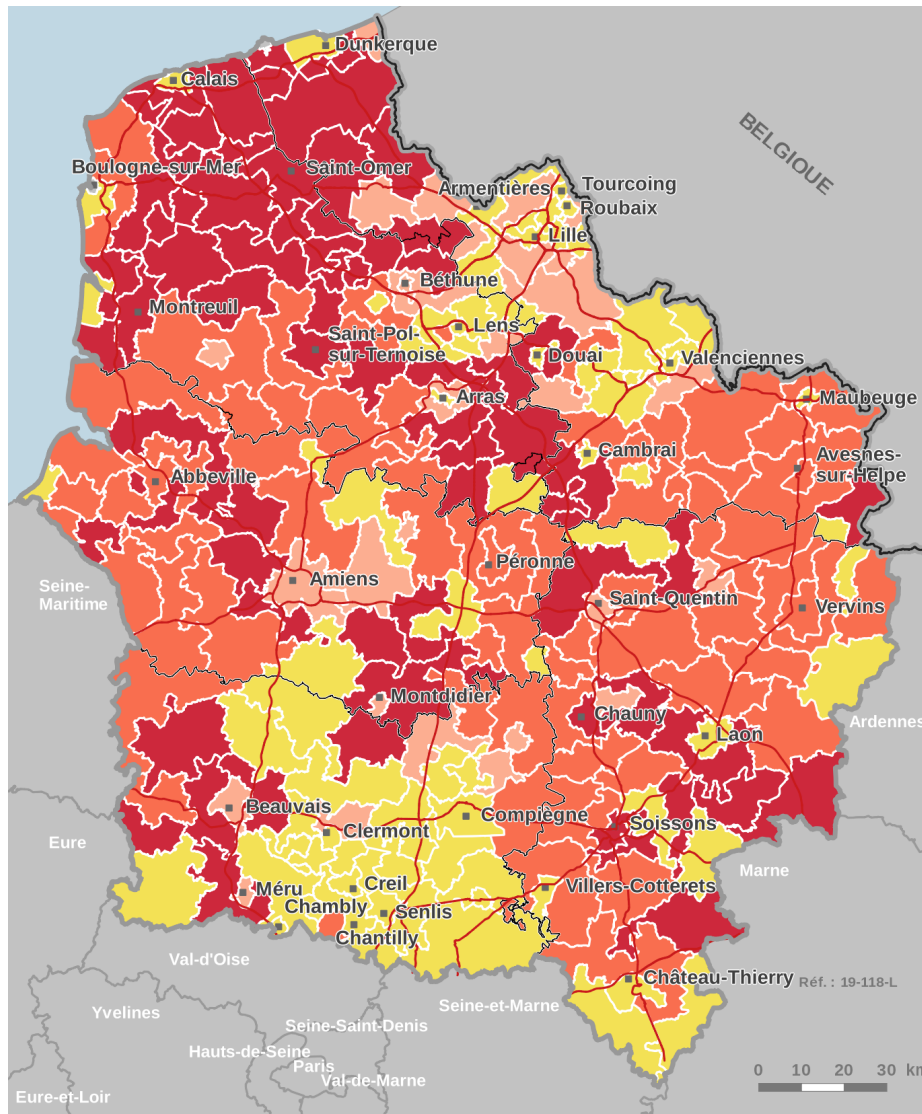 Dunkerque
Calais
BELGIQUE
Boulogne-sur-Mer
Saint-Omer
Armentières
Tourcoing
Roubaix
Lille
Béthune
Montreuil
Lens
Saint-Pol-
sur-Ternoise
Douai
Valenciennes
Arras
Maubeuge
Cambrai
Avesnes-
sur-Helpe
Abbeville
Péronne
Amiens
Seine-
Maritime
Saint-Quentin
Vervins
Montdidier
Chauny
Ardennes
Laon
Beauvais
Compiègne
Clermont
Soissons
Eure
Marne
Creil
Villers-Cotterets
Méru
Chambly
Senlis
Chantilly
Val-d'Oise
Château-Thierry
Réf. : 19-118-L
Seine-et-Marne
Yvelines
Seine-Saint-Denis
Hauts-de-Seine
Paris
Val-de-Marne
Eure-et-Loir
0 10 20 30 km